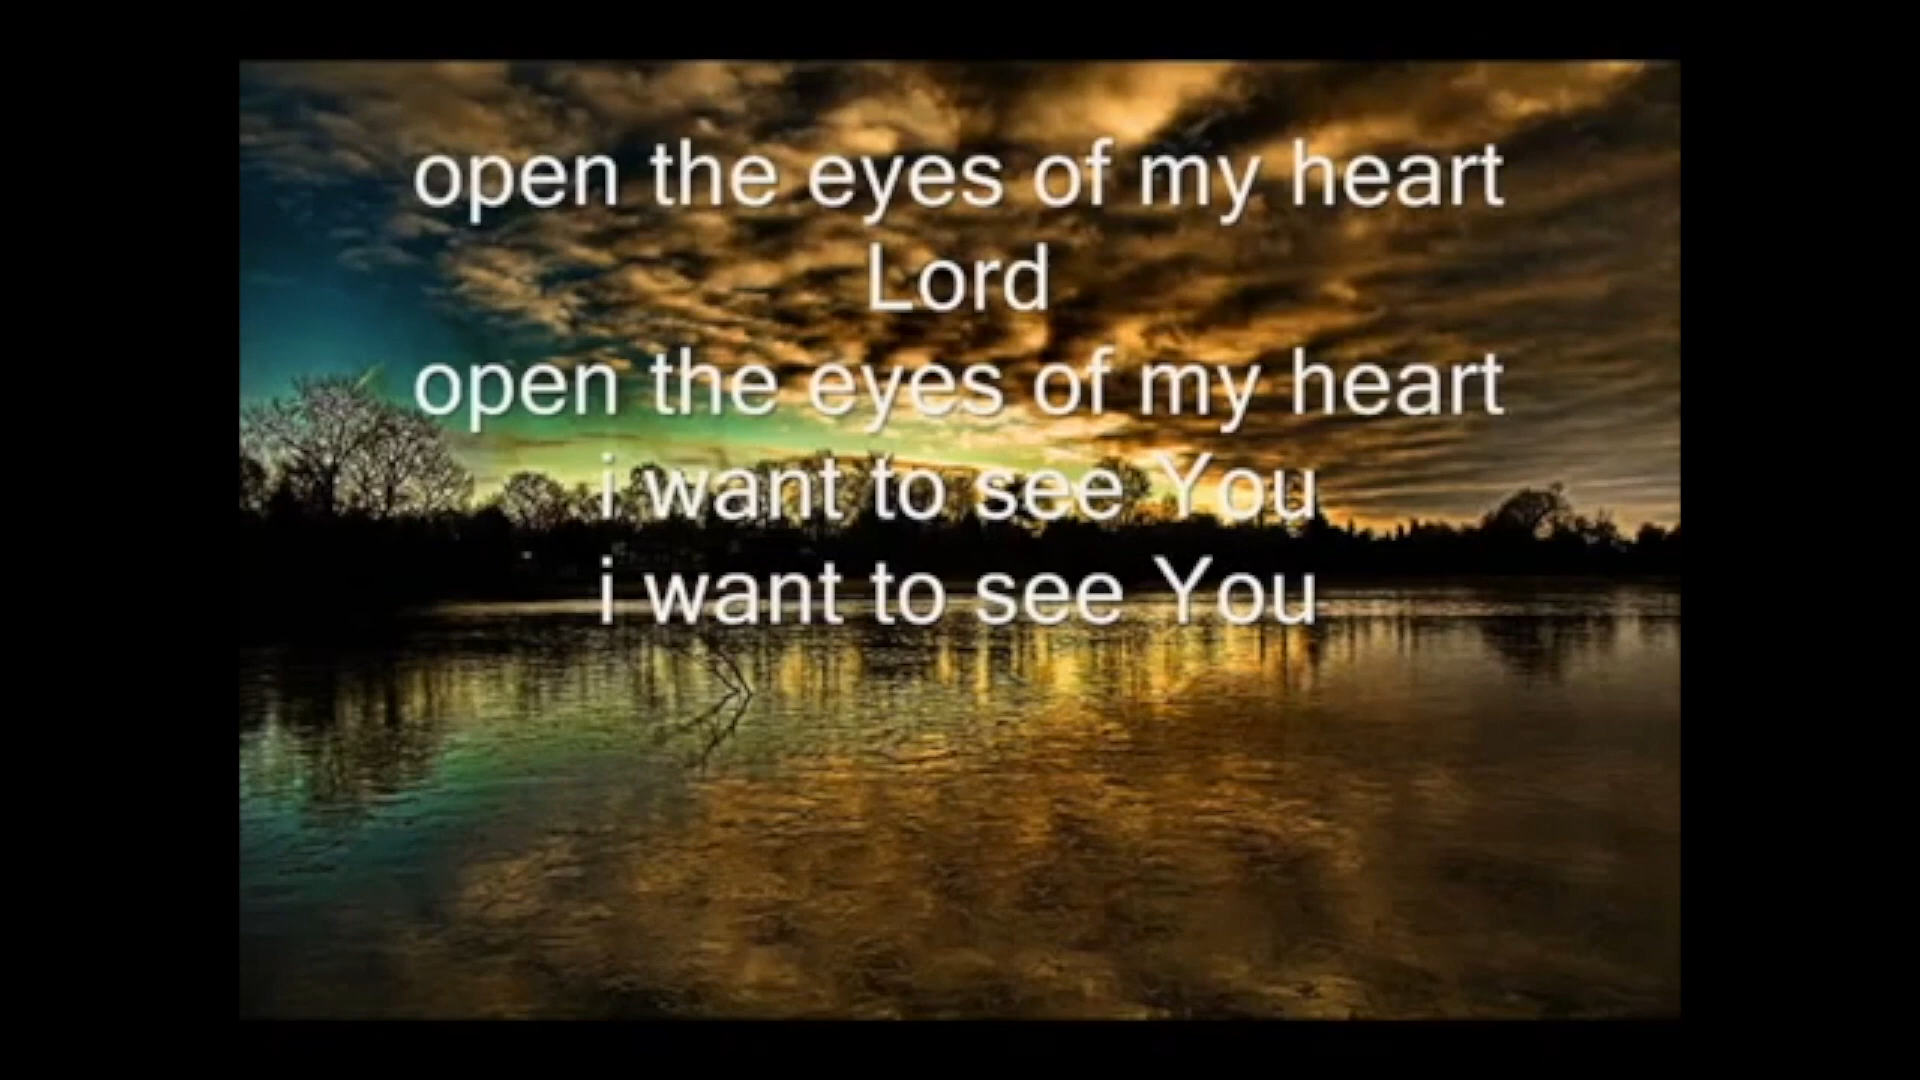 open the eyes of my heart
Lord
open the eyes of my heart
i want to see You
i want to see You